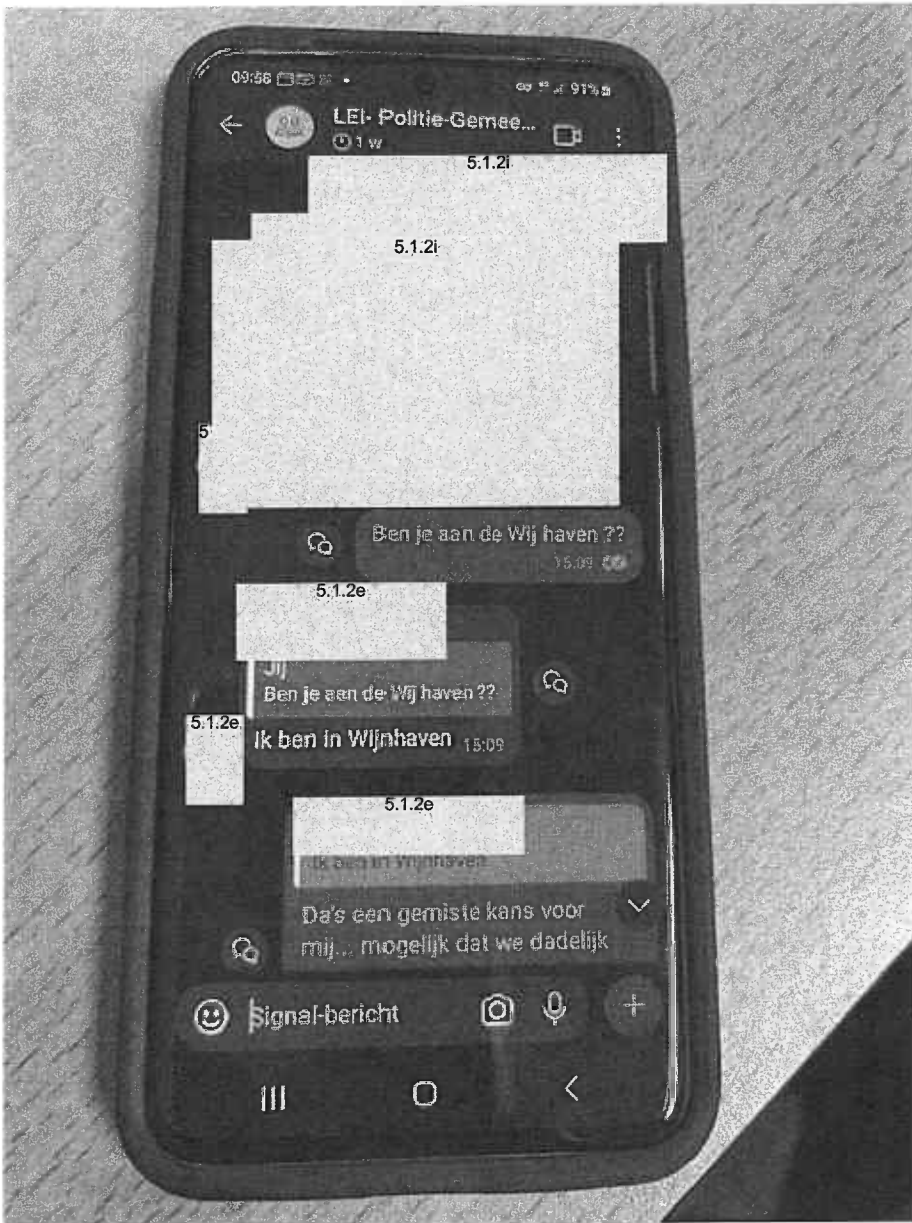 09:56
91%
LEI- Politie-Gemee...
1 w
5.1.2i
5.1.2i
5
Ben je aan de Wij haven ??
15:09
5.1.2e
Jij
Ben je aan de Wij haven ??
5.1.2e
Ik ben in Wijnhaven 15:09
5.1.2e
Ik ben in Wijnhaven
Da's een gemiste kans voor
mij... mogelijk dat we dadelijk
Signal-bericht